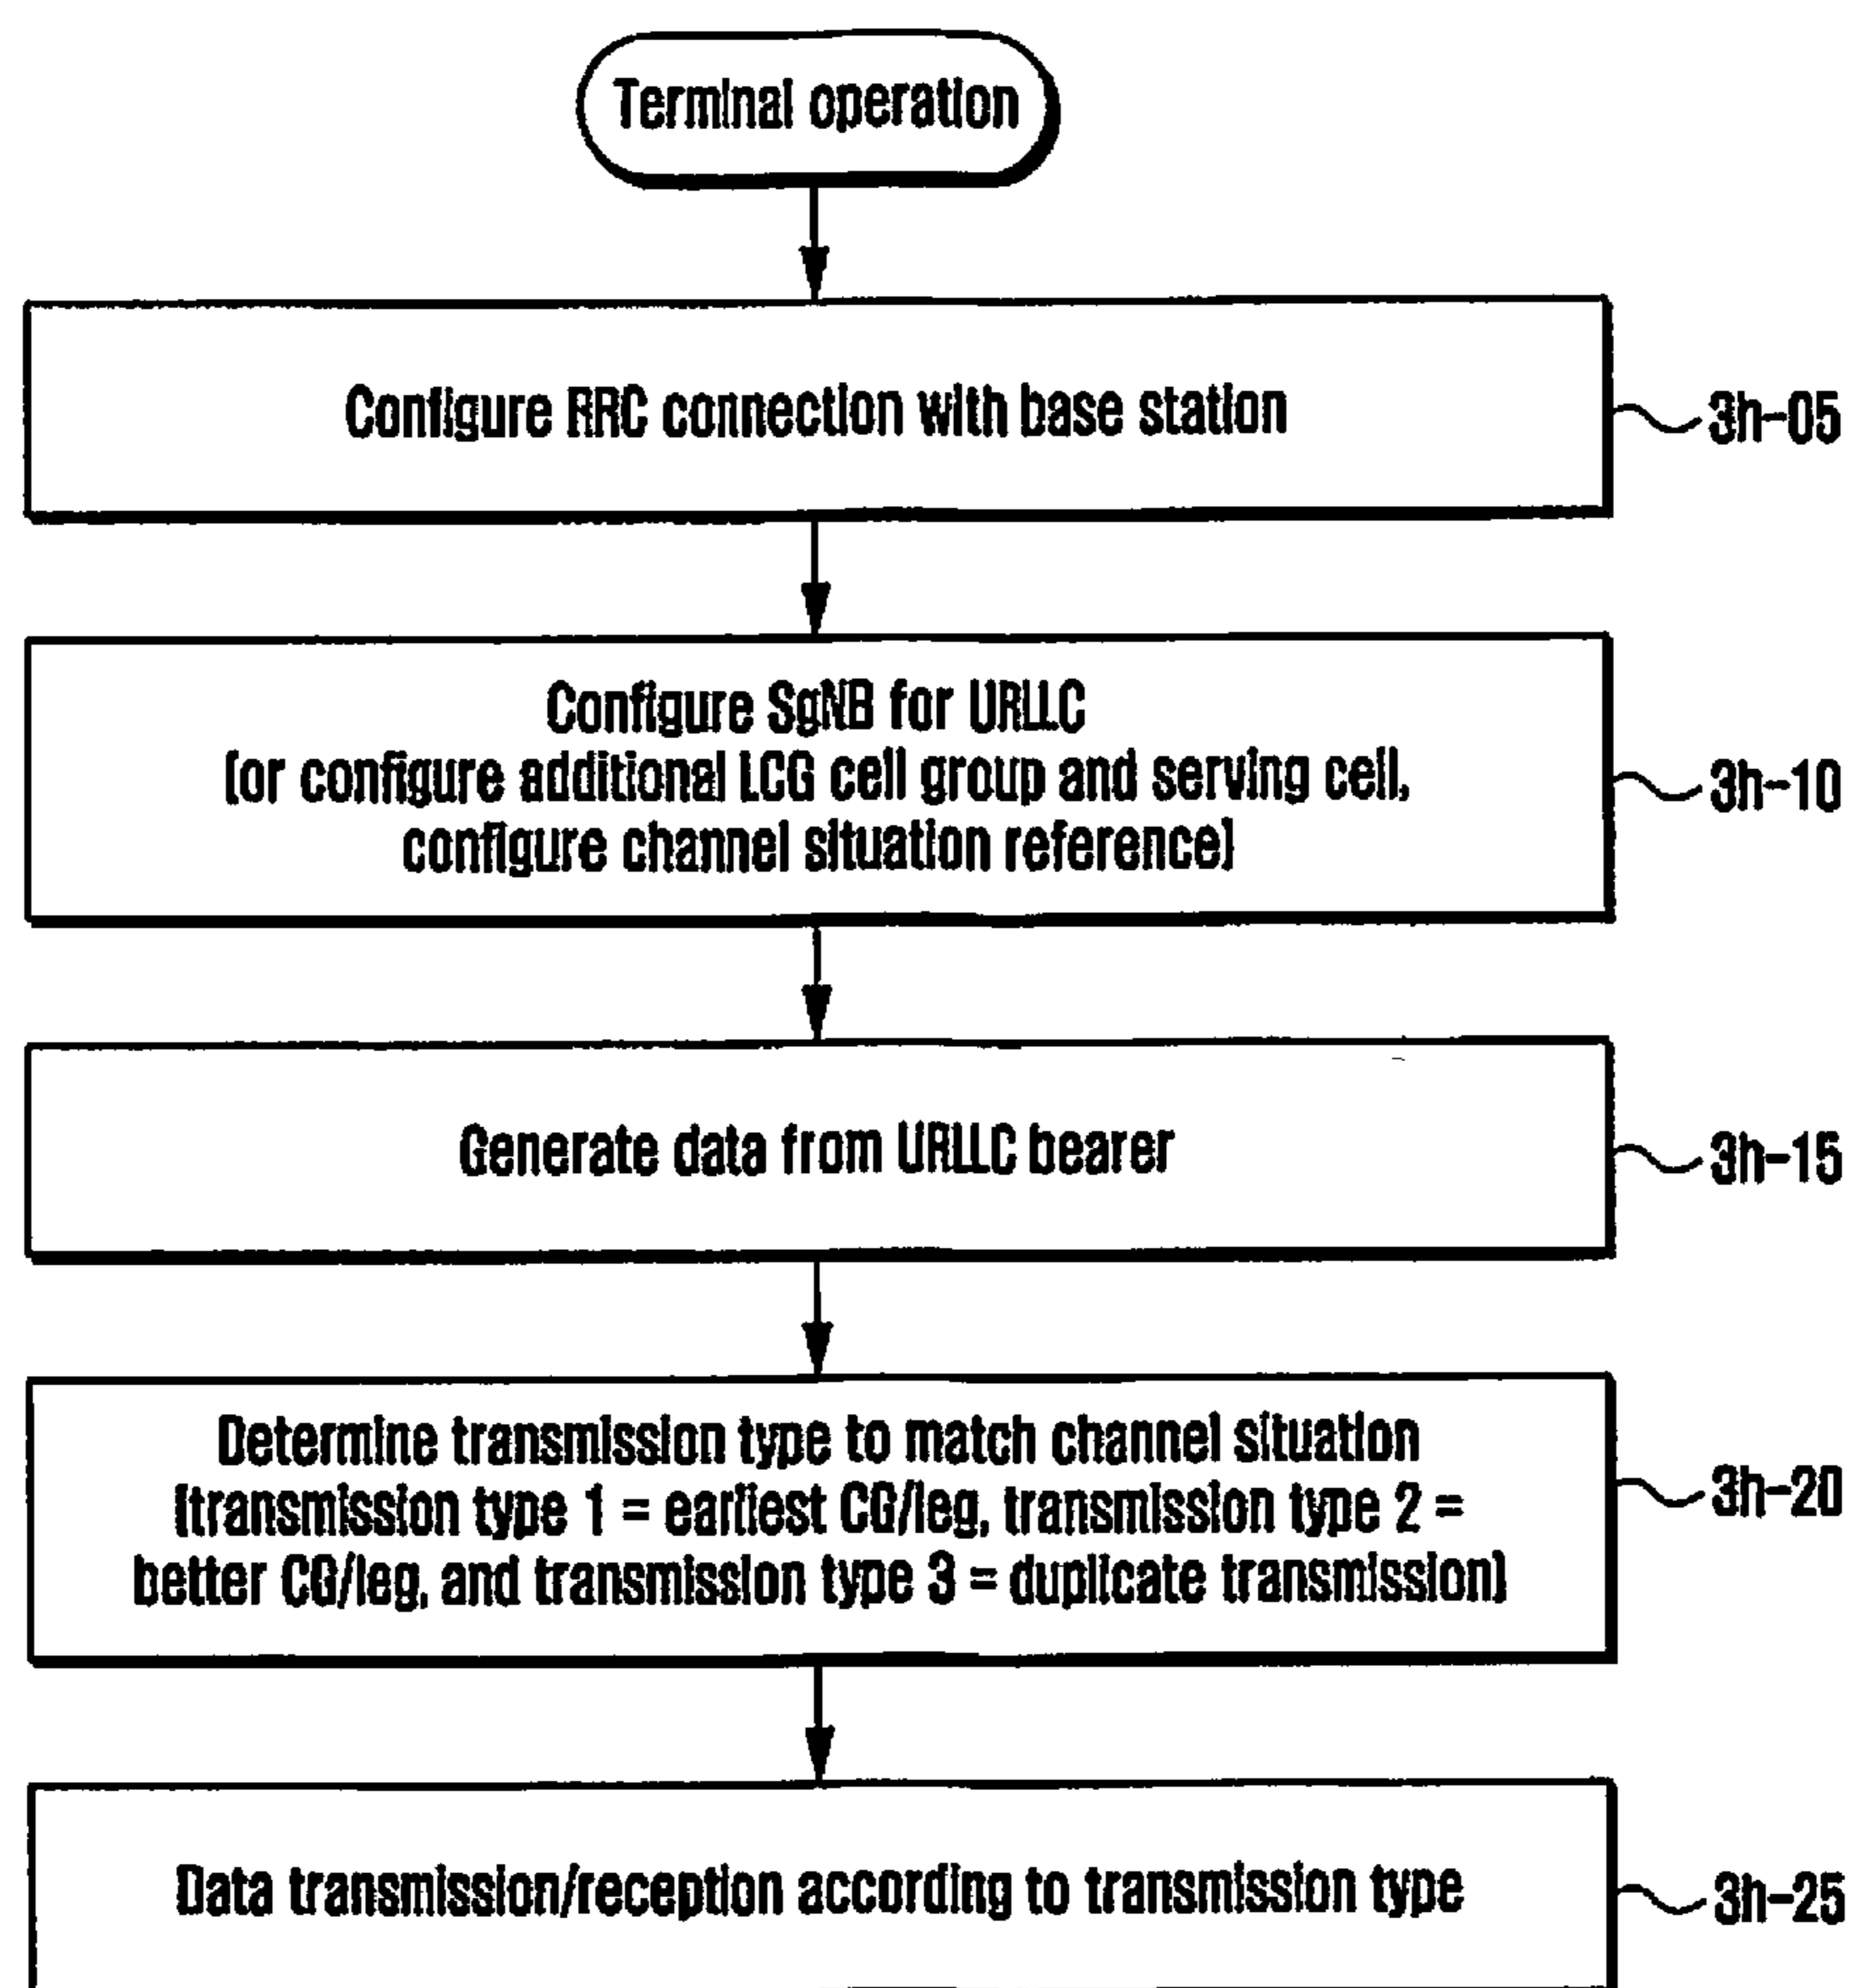 Terminal operation
Configure RRC connection with base station
3h-05
Configure SgNB for URLLC
(or configure additional LCG cell group and serving cell,
configure channel situation reference)
3h-10
Generate data from URLLC bearer
3h-15
Determine transmission type to match channel situation
(transmission type 1 = earliest CG/leg, transmission type 2 =
better CG/leg, and transmission type 3 = duplicate transmission)
3h-20
Data transmission/reception according to transmission type
3h-25